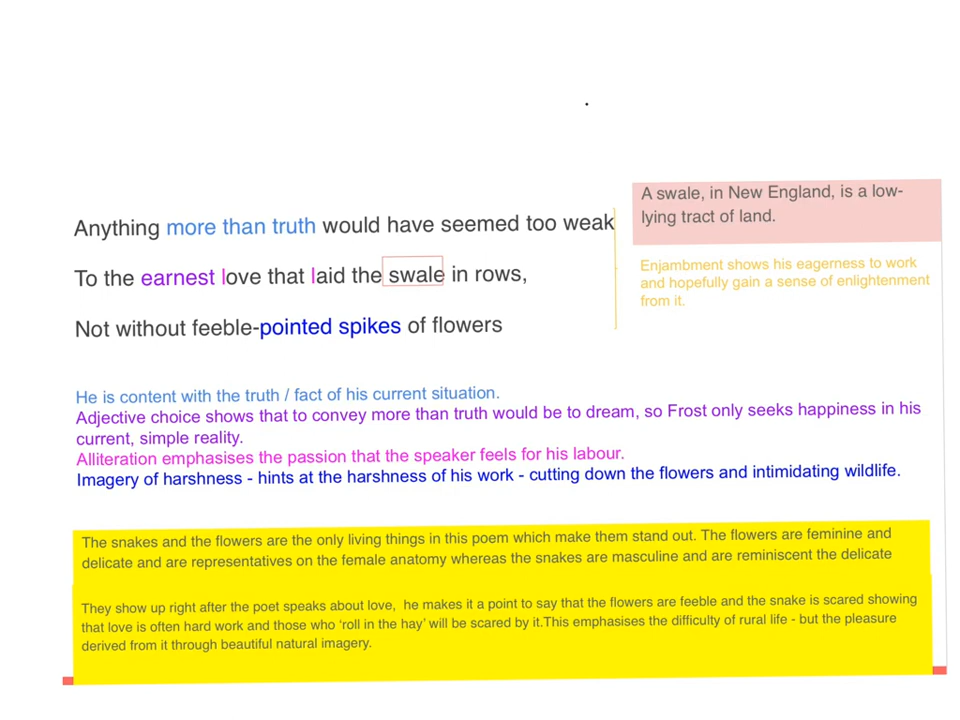 Anything more than truth would have seemed too weak
To the earnest love that laid the swale in rows,
Not without feeble-pointed spikes of flowers
A swale, in New England, is a low-
lying tract of land.
Enjambment shows his eagerness to work
and hopefully gain a sense of enlightenment
from it.
He is content with the truth / fact of his current situation.
Adjective choice shows that to convey more than truth would be to dream, so Frost only seeks happiness in his
current, simple reality.
Alliteration emphasises the passion that the speaker feels for his labour.
Imagery of harshness - hints at the harshness of his work - cutting down the flowers and intimidating wildlife.
The snakes and the flowers are the only living things in this poem which make them stand out. The flowers are feminine and
delicate and are representatives on the female anatomy whereas the snakes are masculine and are reminiscent the delicate
They show up right after the poet speaks about love,  he makes it a point to say that the flowers are feeble and the snake is scared showing
that love is often hard work and those who ‘roll in the hay’ will be scared by it.This emphasises the difficulty of rural life - but the pleasure
derived from it through beautiful natural imagery.